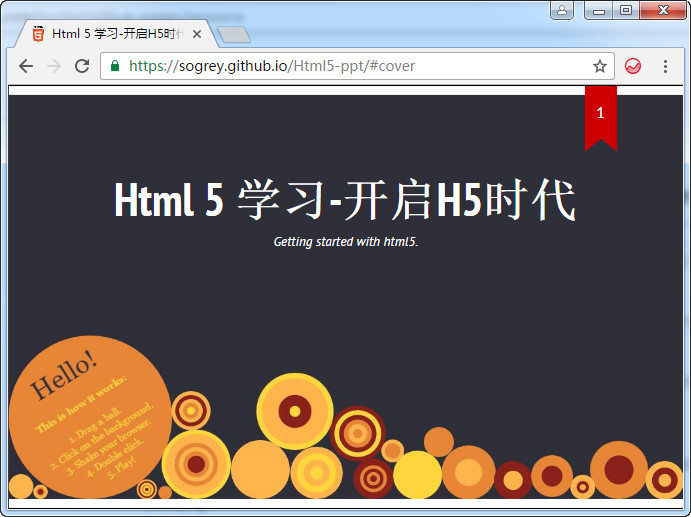 Html 5 学习-开启H5时代
https://sogrey.github.io/Html5-ppt/#cover
1
Html 5 学习-开启H5时代
Getting started with html5.
Hello!
This is how it works:
1. Drag a ball.
2. Click on the background.
3. Shake your browser.
4. Double click.
5. Play!